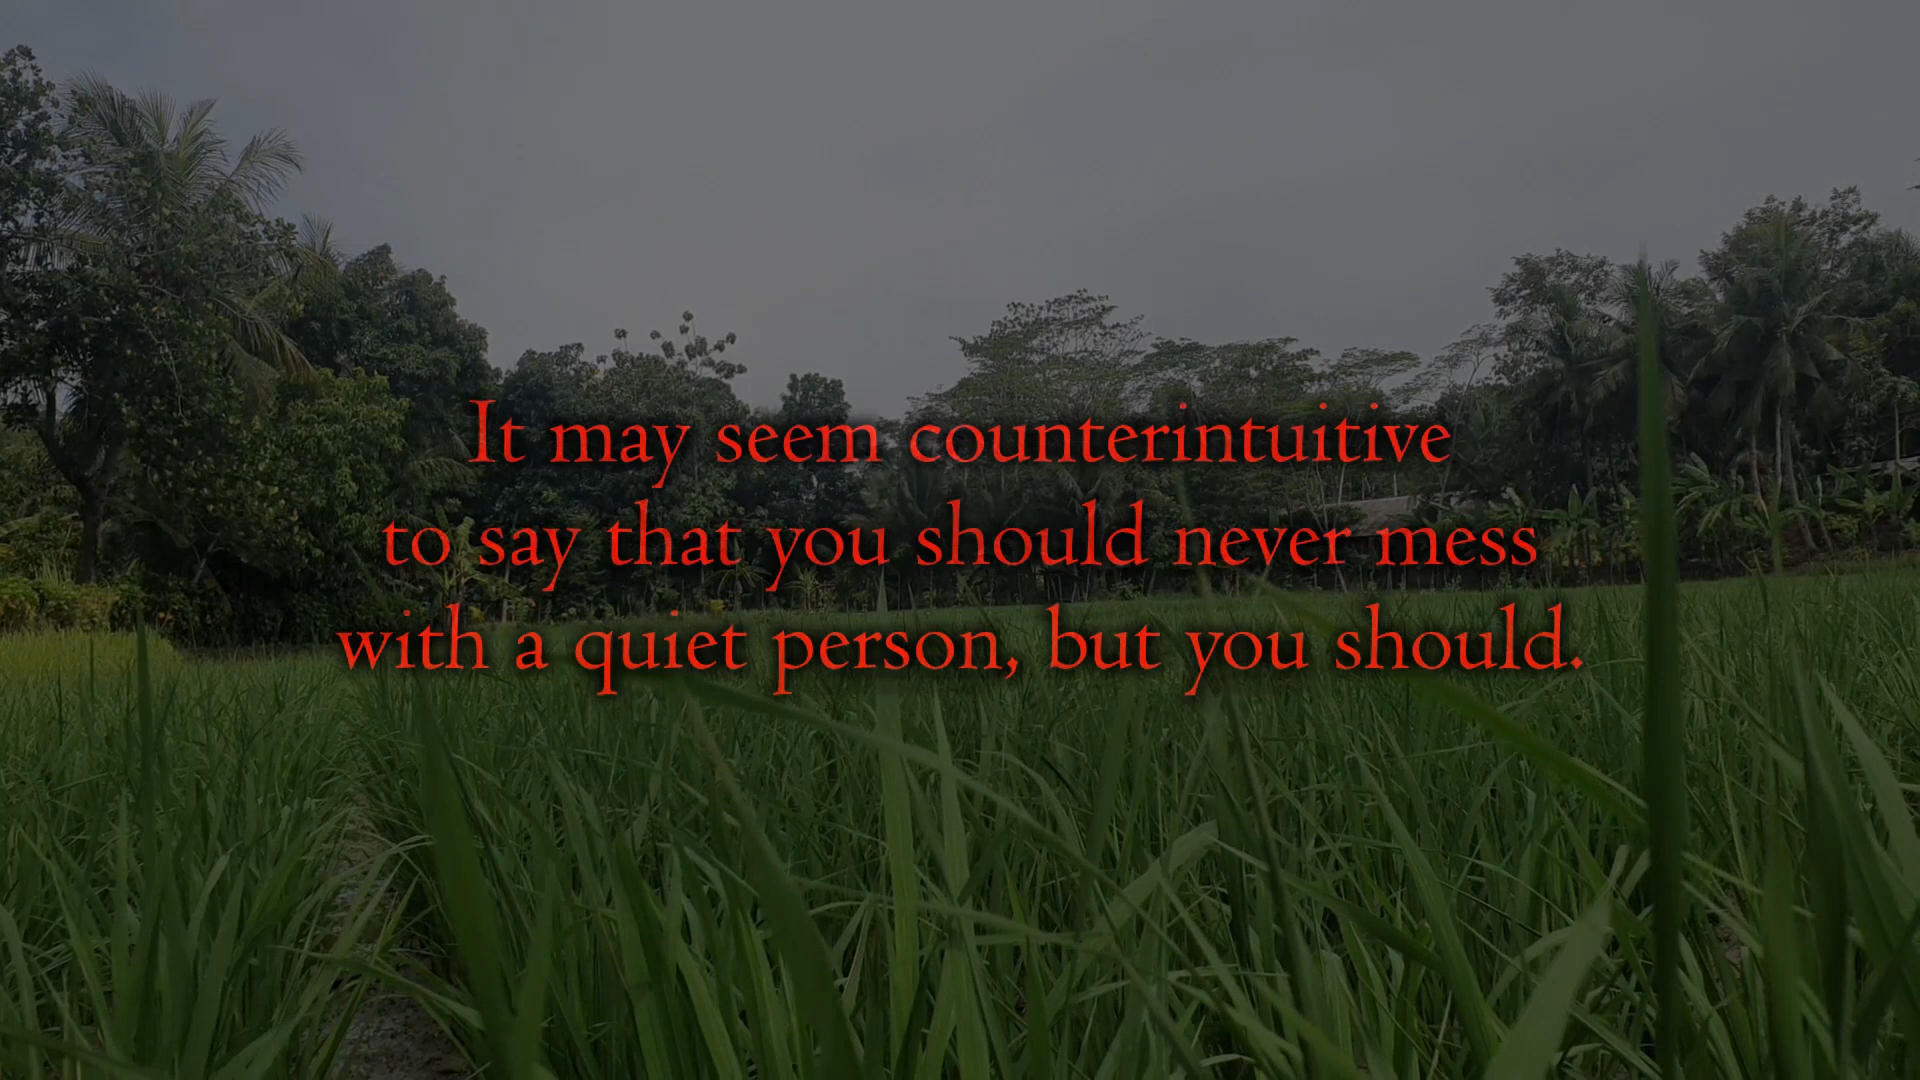 It may seem counterintuitive
to say that you should never mess
with a quiet person, but you should.